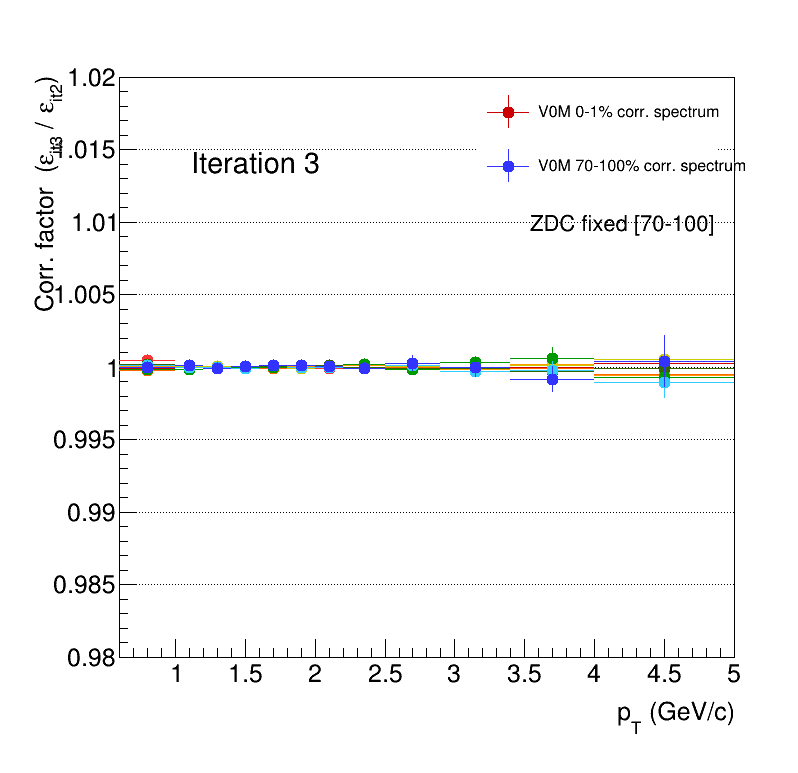 1.02
1.015
1.01
1.005
1
0.995
0.99
0.985
0.98
Corr. factor (ε_it3 / ε_it2)
Iteration 3
V0M 0-1% corr. spectrum
V0M 70-100% corr. spectrum
ZDC fixed [70-100]
1 1.5 2 2.5 3 3.5 4 4.5 5
p_T (GeV/c)